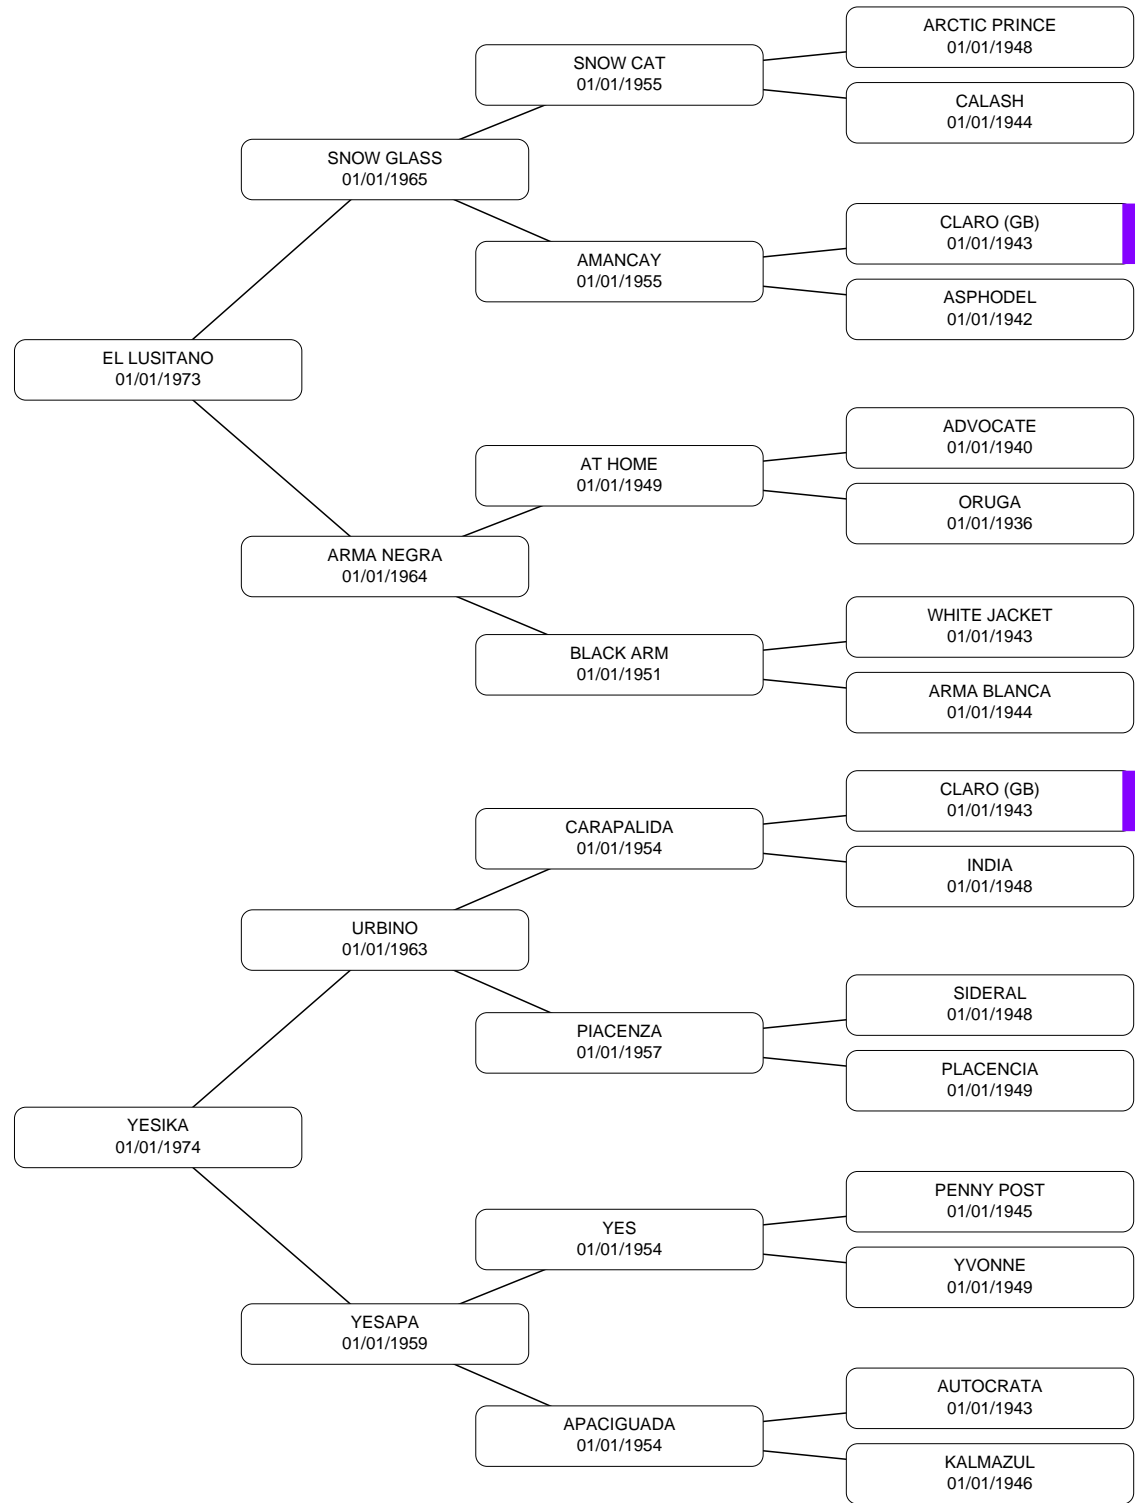 ARCTIC PRINCE
01/01/1948
SNOW CAT
01/01/1955
CALASH
01/01/1944
SNOW GLASS
01/01/1965
CLARO (GB)
01/01/1943
AMANCAY
01/01/1955
ASPHODEL
01/01/1942
EL LUSITANO
01/01/1973
ADVOCATE
01/01/1940
AT HOME
01/01/1949
ORUGA
01/01/1936
ARMA NEGRA
01/01/1964
WHITE JACKET
01/01/1943
BLACK ARM
01/01/1951
ARMA BLANCA
01/01/1944
CLARO (GB)
01/01/1943
CARAPALIDA
01/01/1954
INDIA
01/01/1948
URBINO
01/01/1963
SIDERAL
01/01/1948
PIACENZA
01/01/1957
PLACENCIA
01/01/1949
YESIKA
01/01/1974
PENNY POST
01/01/1945
YES
01/01/1954
YVONNE
01/01/1949
YESAPA
01/01/1959
AUTOCRATA
01/01/1943
APACIGUADA
01/01/1954
KALMAZUL
01/01/1946